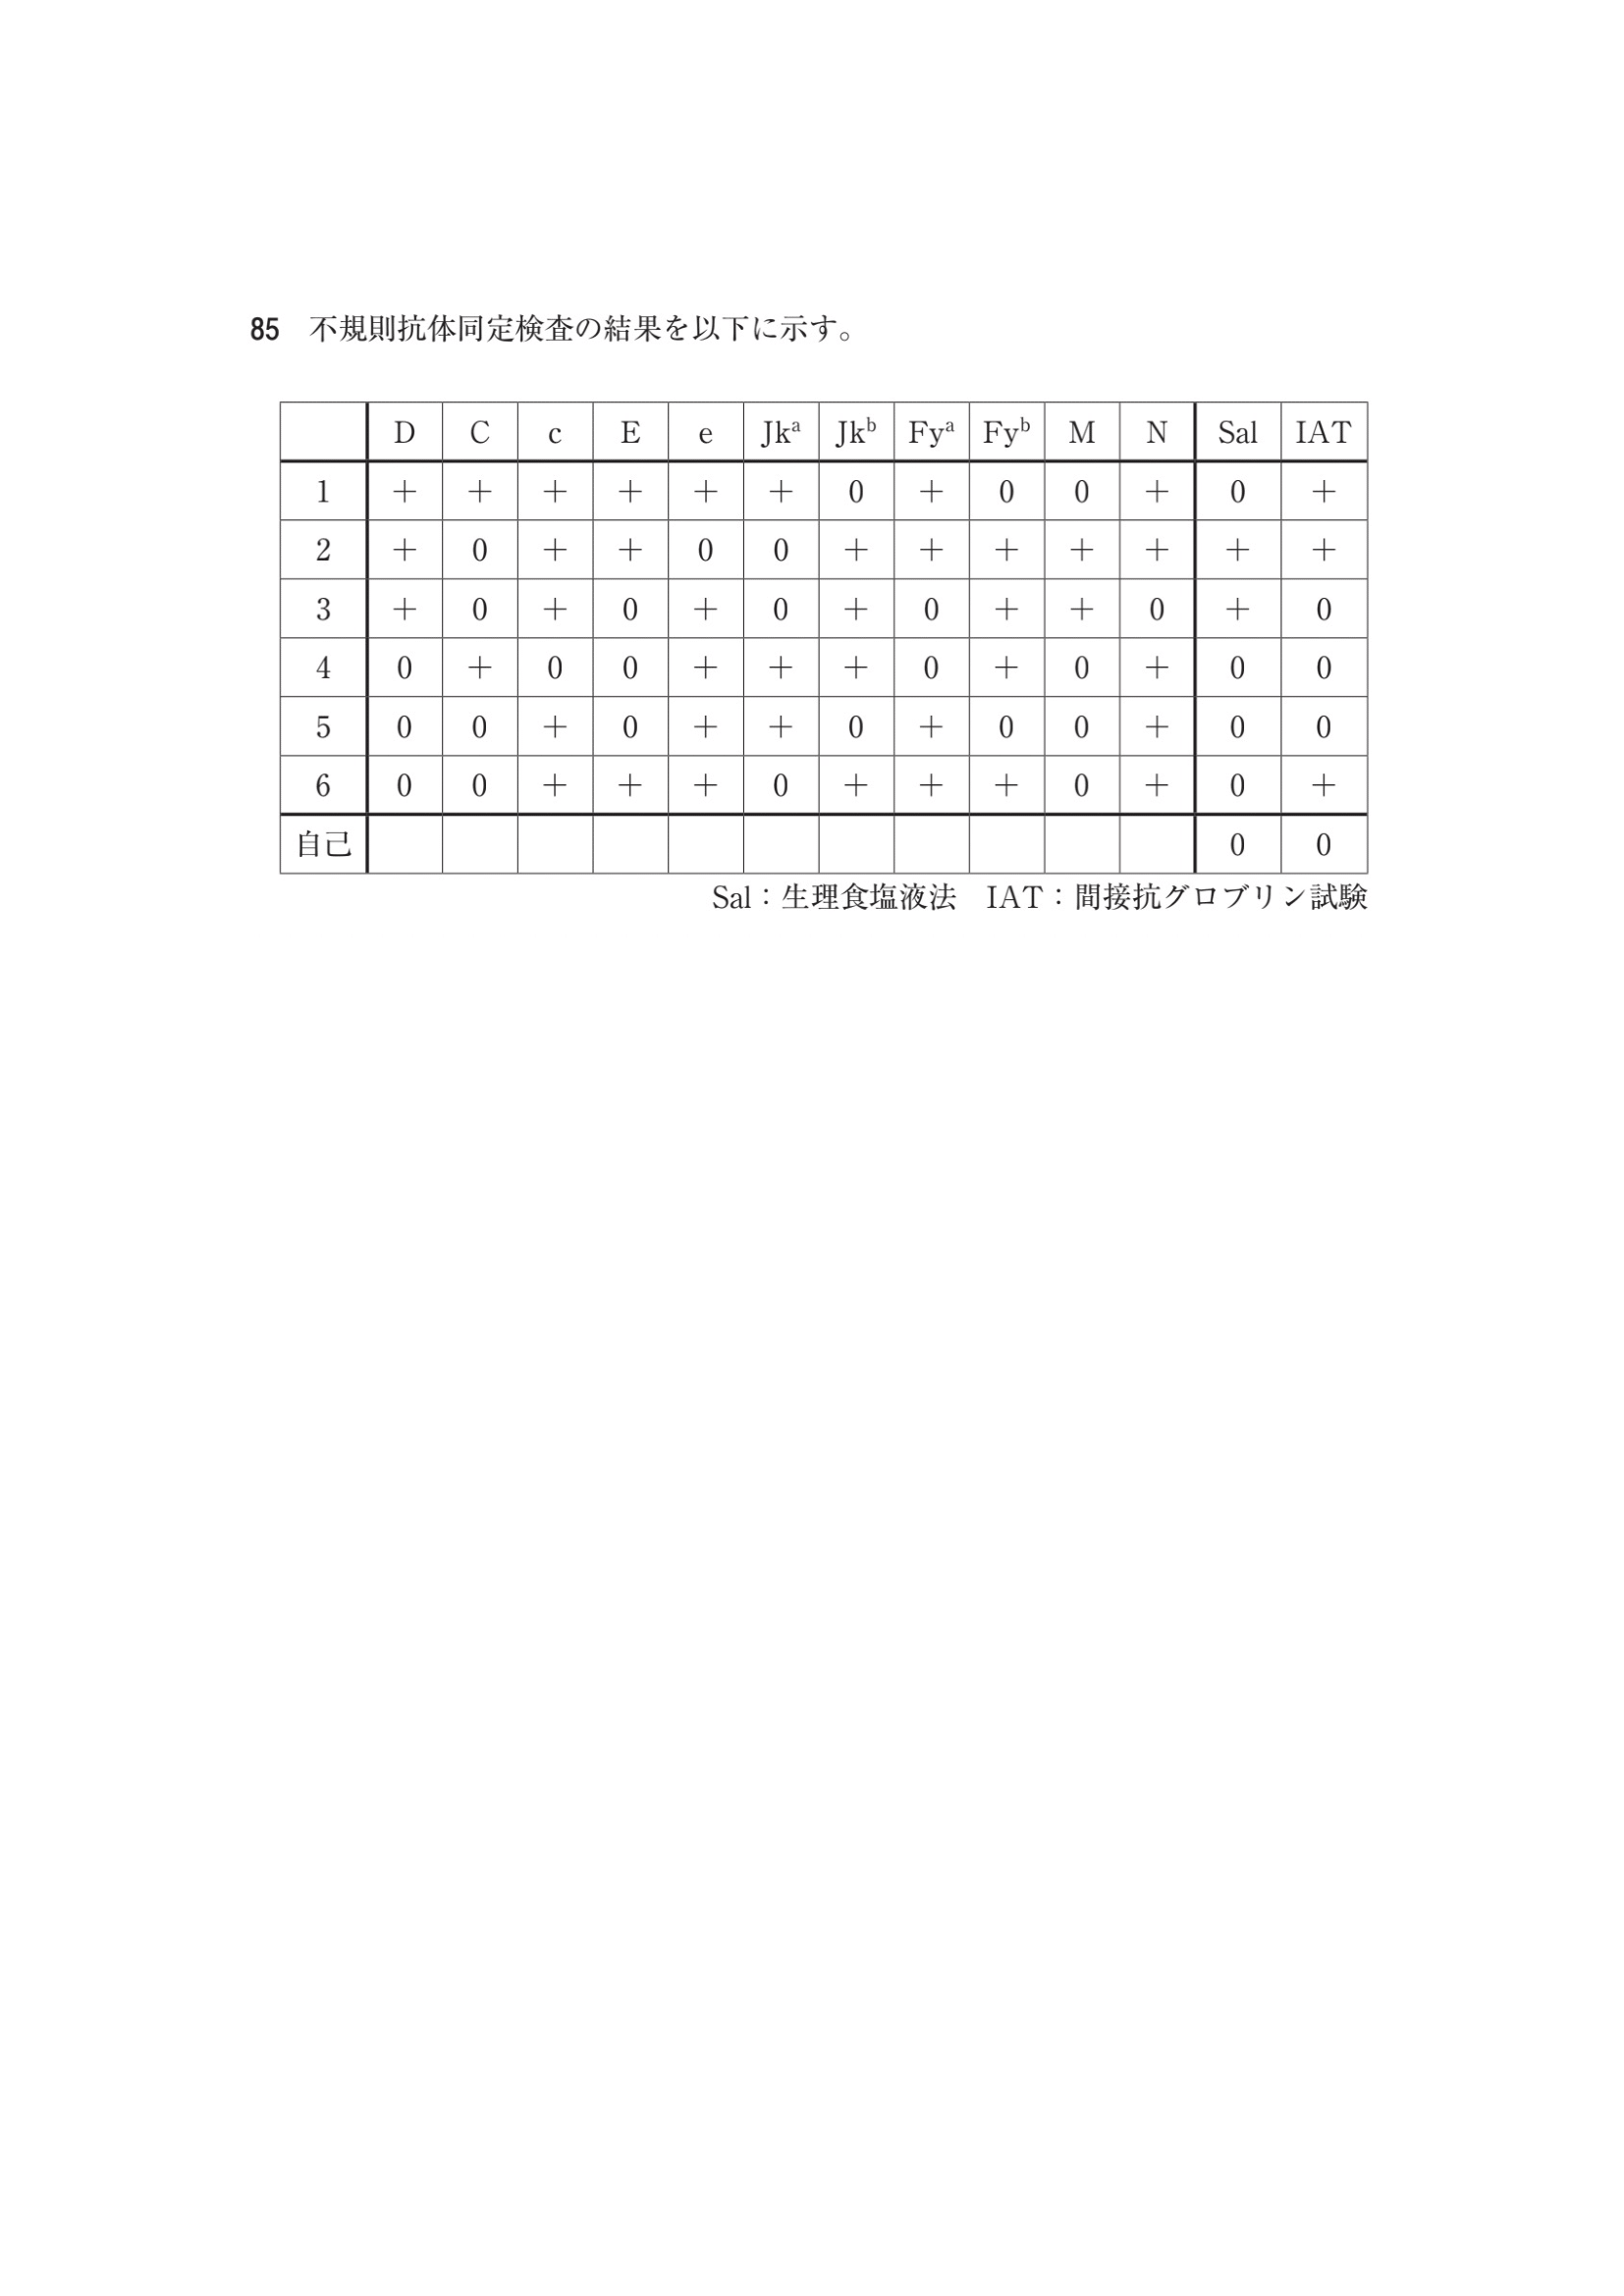 85 不規則抗体同定検査の結果を以下に示す。
D C c E e Jkᵃ Jkᵇ Fyᵃ Fyᵇ M N Sal IAT
1 + + + + + + 0 + 0 0 + 0 +
2 + 0 + + 0 0 + + + + + + +
3 + 0 + 0 + 0 + 0 + + 0 + 0
4 0 + 0 0 + + + 0 + 0 + 0 0
5 0 0 + 0 + + 0 + 0 0 + 0 0
6 0 0 + + + 0 + + + 0 + 0 +
自己 0 0
Sal:生理食塩液法 IAT:間接抗グロブリン試験